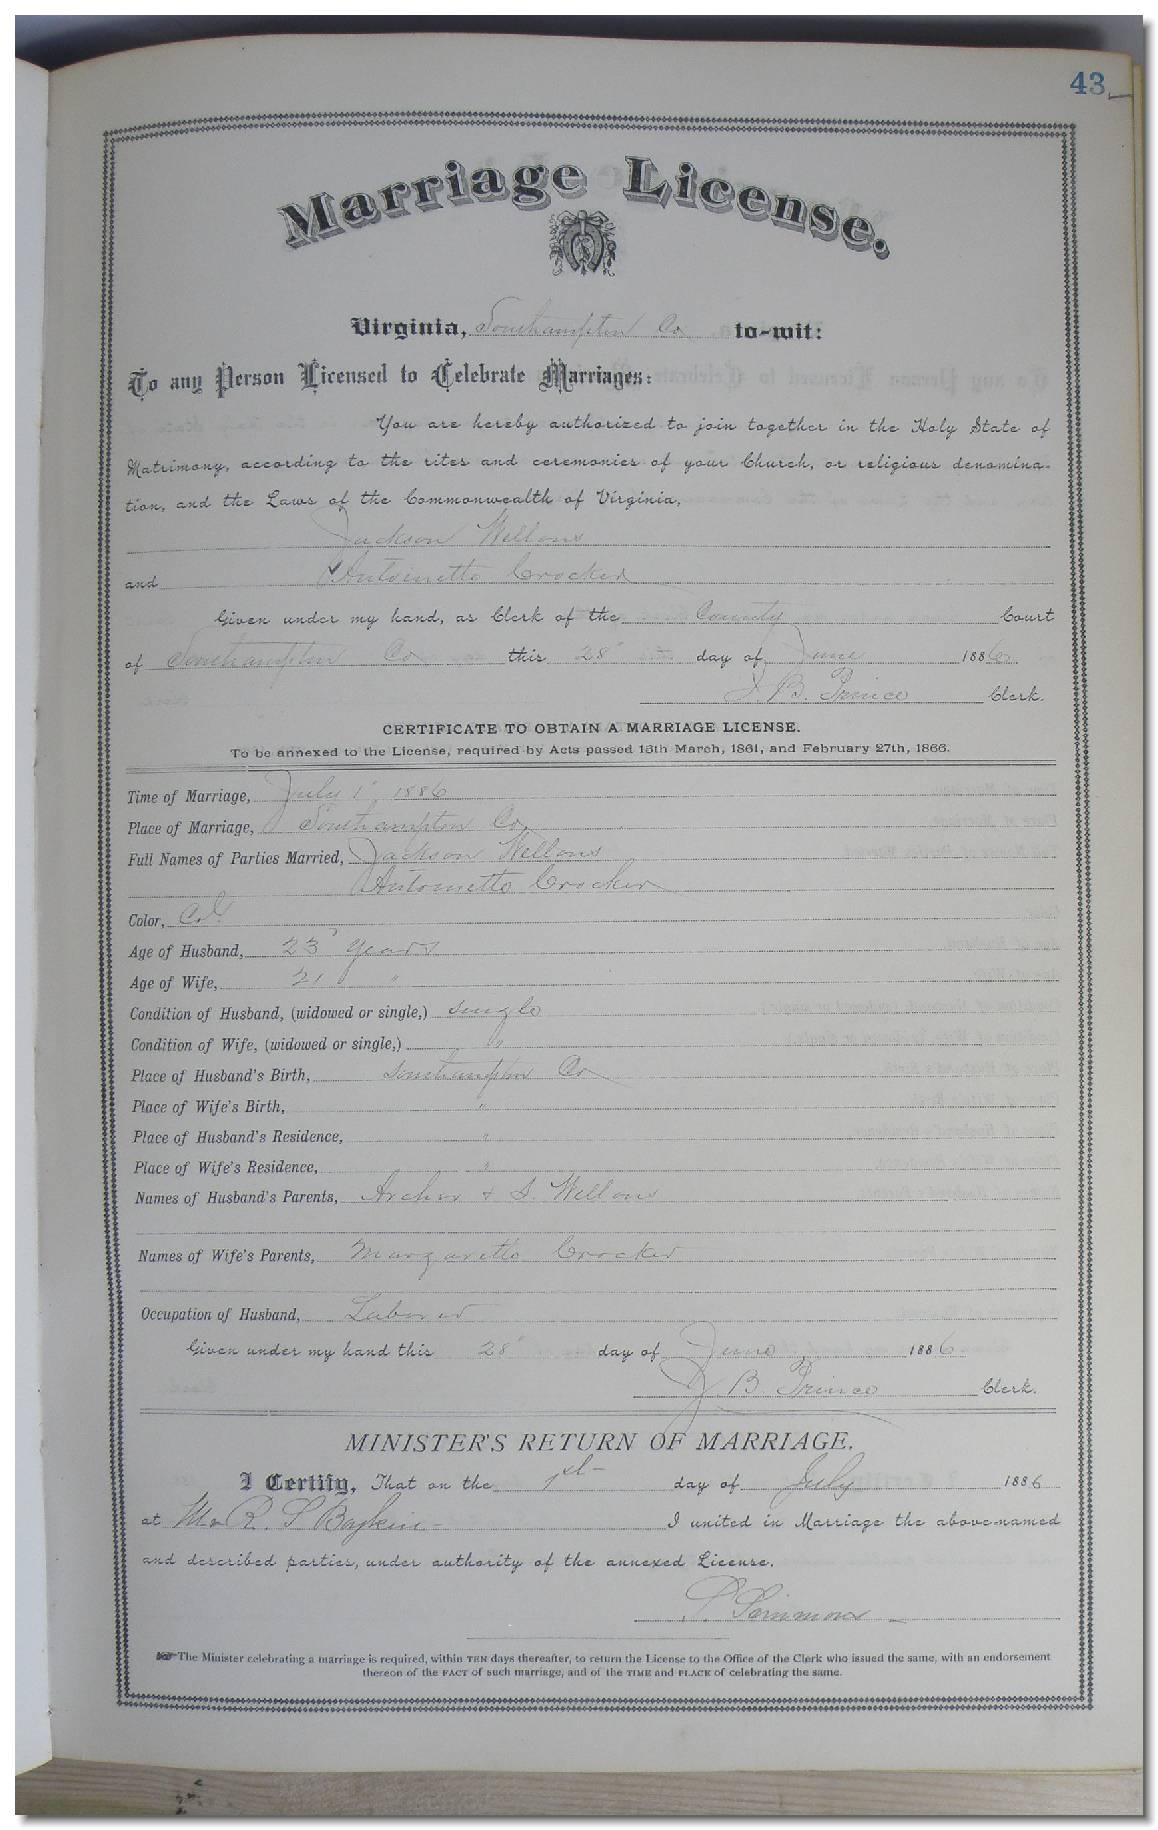 43
Marriage License.
Virginia, Southampton Co to-wit:
To any Person Licensed to Celebrate Marriages:
You are hereby authorized to join together in the Holy State of
Matrimony, according to the rites and ceremonies of your Church, or religious denomina-
tion, and the Laws of the Commonwealth of Virginia,
Jackson Wellons
and Antoinette Crocker
Given under my hand, as Clerk of the County Court
of Southampton Co this 28" day of June 1886.
J. B. Prince Clerk.
CERTIFICATE TO OBTAIN A MARRIAGE LICENSE.
To be annexed to the License, required by Acts passed 18th March, 1861, and February 27th, 1866.
Time of Marriage, July 1" 1886
Place of Marriage, Southampton Co
Full Names of Parties Married, Jackson Wellons
Antoinette Crocker
Color, Cold
Age of Husband, 23 years
Age of Wife, 21 "
Condition of Husband, (widowed or single,) single
Condition of Wife, (widowed or single,) "
Place of Husband's Birth, Southampton Co
Place of Wife's Birth, "
Place of Husband's Residence, "
Place of Wife's Residence, "
Names of Husband's Parents, Archer & S. Wellons
Names of Wife's Parents, Margarette Crocker
Occupation of Husband, Laborer
Given under my hand this 28" day of June 1886
J B Prince Clerk.
MINISTER'S RETURN OF MARRIAGE.
I Certify, That on the 1st day of July 1886
at Mr R. S I united in Marriage the above-named
and described parties, under authority of the annexed License.
Simmons
The Minister celebrating a marriage is required, within TEN days thereafter, to return the License to the Office of the Clerk who issued the same, with an endorsement
thereon of the FACT of such marriage, and of the TIME and PLACE of celebrating the same.